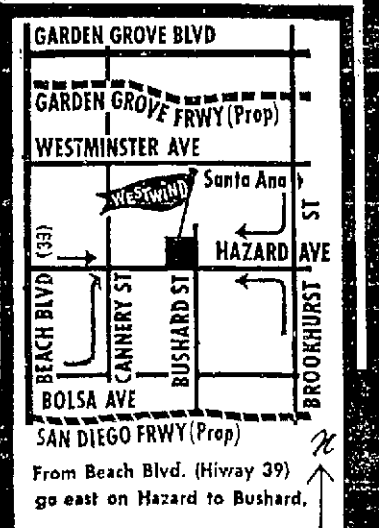 GARDEN GROVE BLVD
GARDEN GROVE FRWY (Prop)
WESTMINSTER AVE
WESTWIND
Santa Ana
ST
(39)
HAZARD AVE
BEACH BLVD
CANNERY ST
BUSHARD ST
BROOKHURST
BOLSA AVE
SAN DIEGO FRWY (Prop)
N
From Beach Blvd. (Hiway 39)
go east on Hazard to Bushard.